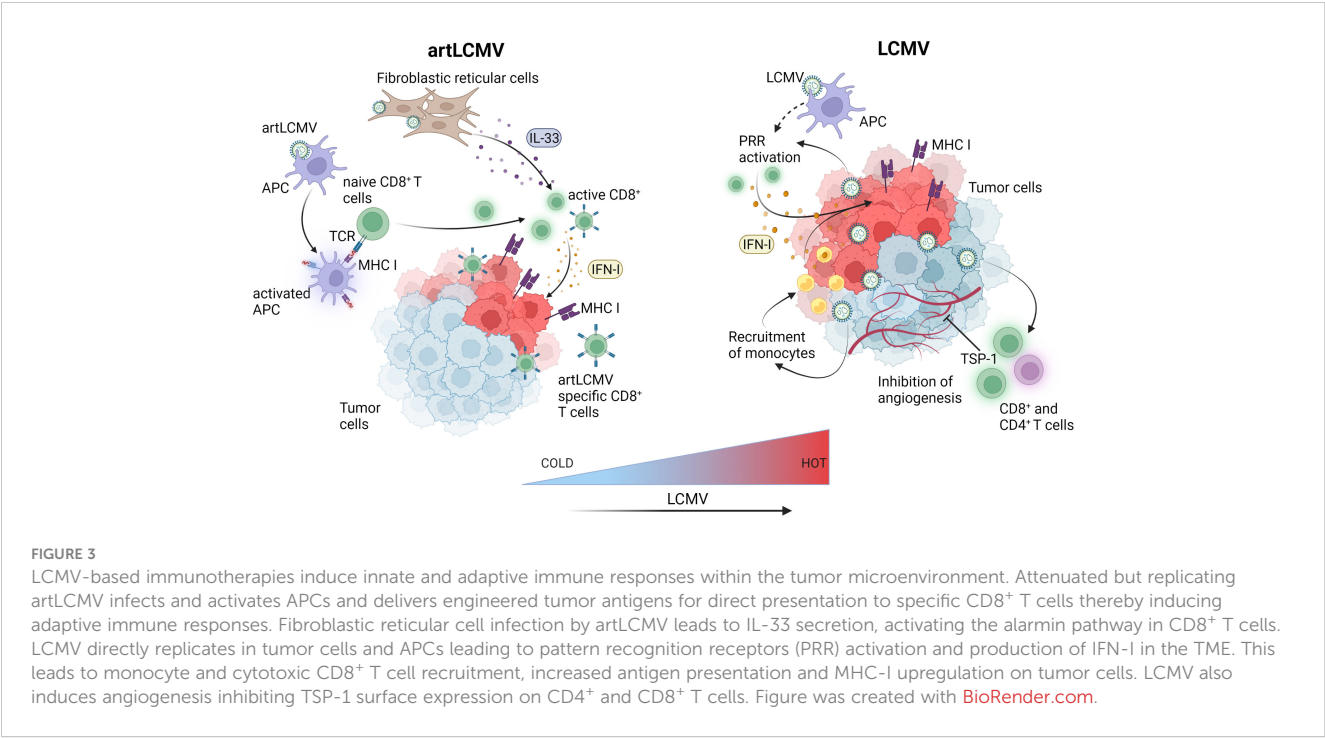 artLCMV
Fibroblastic reticular cells
artLCMV
IL-33
APC
naive CD8⁺ T
cells
active CD8⁺
TCR
MHC I
IFN-I
activated
APC
MHC I
artLCMV
specific CD8⁺
T cells
Tumor
cells
LCMV
LCMV
APC
PRR
activation
MHC I
Tumor cells
IFN-I
Recruitment
of monocytes
TSP-1
Inhibition of
angiogenesis
CD8⁺ and
CD4⁺ T cells
COLD
HOT
LCMV
FIGURE 3
LCMV-based immunotherapies induce innate and adaptive immune responses within the tumor microenvironment. Attenuated but replicating
artLCMV infects and activates APCs and delivers engineered tumor antigens for direct presentation to specific CD8⁺ T cells thereby inducing
adaptive immune responses. Fibroblastic reticular cell infection by artLCMV leads to IL-33 secretion, activating the alarmin pathway in CD8⁺ T cells.
LCMV directly replicates in tumor cells and APCs leading to pattern recognition receptors (PRR) activation and production of IFN-I in the TME. This
leads to monocyte and cytotoxic CD8⁺ T cell recruitment, increased antigen presentation and MHC-I upregulation on tumor cells. LCMV also
induces angiogenesis inhibiting TSP-1 surface expression on CD4⁺ and CD8⁺ T cells. Figure was created with BioRender.com.